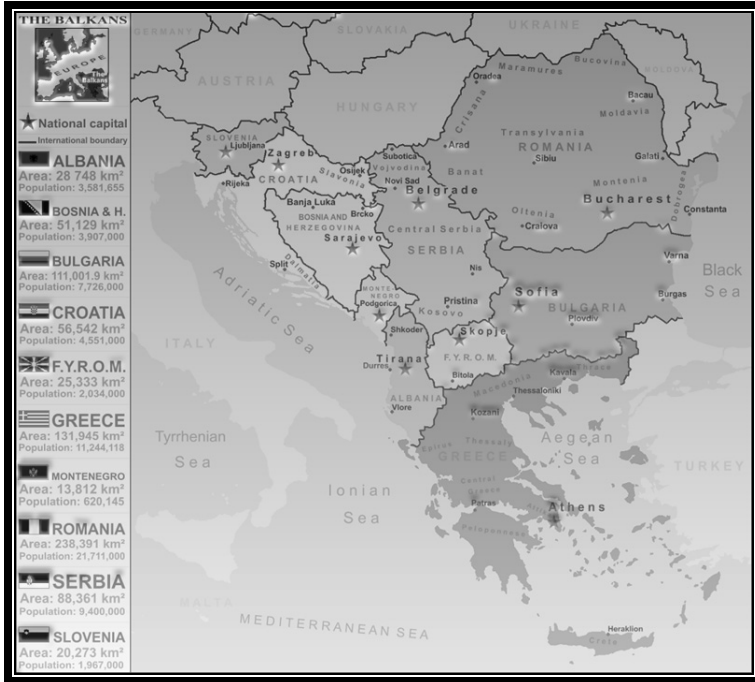 THE BALKANS
EUROPE
The Balkans
National capital
International boundary
ALBANIA
Area: 28 748 km²
Population: 3,581,655
BOSNIA & H.
Area: 51,129 km²
Population: 3,907,000
BULGARIA
Area: 111,001.9 km²
Population: 7,726,000
CROATIA
Area: 56,542 km²
Population: 4,551,000
F.Y.R.O.M.
Area: 25,333 km²
Population: 2,034,000
GREECE
Area: 131,945 km²
Population: 11,244,118
MONTENEGRO
Area: 13,812 km²
Population: 620,145
ROMANIA
Area: 238,391 km²
Population: 21,711,000
SERBIA
Area: 88,361 km²
Population: 9,400,000
SLOVENIA
Area: 20,273 km²
Population: 1,967,000
GERMANY
SLOVAKIA
UKRAINE
AUSTRIA
HUNGARY
MOLDOVA
Oradea
Maramures
Bucovina
Crisana
Bacau
Moldavia
Transylvania
ROMANIA
Arad
Sibiu
Galati
Banat
Montenia
Bucharest
Oltenia
Craiova
Dobrogea
Constanta
SLOVENIA
Ljubljana
Zagreb
CROATIA
Slavonia
Osijek
Rijeka
Subotica
Vojvodina
Novi Sad
Belgrade
Banja Luka
Brcko
BOSNIA AND
HERZEGOVINA
Sarajevo
Central Serbia
SERBIA
Split
Dalmatia
Nis
MONTE
NEGRO
Podgorica
Pristina
Kosovo
Sofia
BULGARIA
Plovdiv
Varna
Burgas
Black
Sea
Adriatic Sea
ITALY
Shkoder
Tirana
Durres
ALBANIA
Vlore
Skopje
F.Y.R.O.M.
Bitola
Macedonia
Kavala
Thrace
Thessaloniki
Kozani
Epirus
Thessaly
GREECE
Aegean
Sea
TURKEY
Tyrrhenian
Sea
Ionian
Sea
Central
Greece
Patras
Attica
Athens
Peloponnese
MALTA
MEDITERRANEAN SEA
Heraklion
Crete